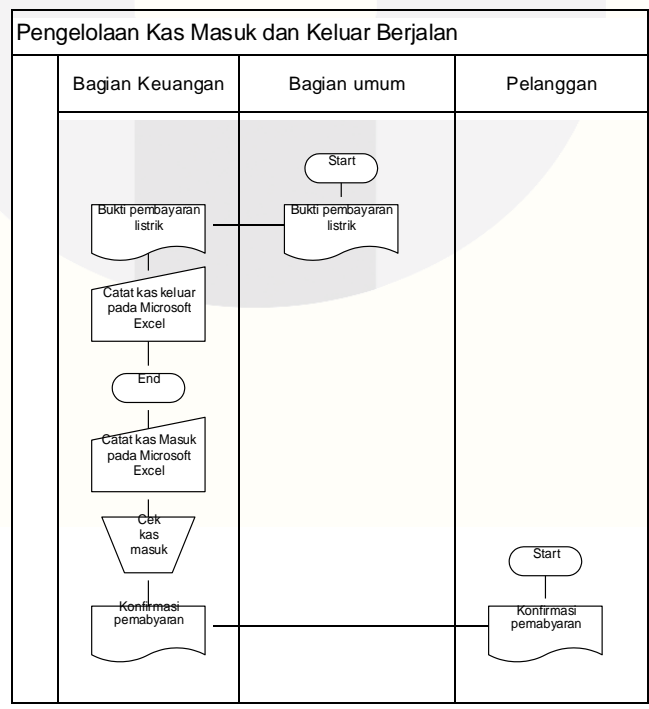 Pengelolaan Kas Masuk dan Keluar Berjalan
Bagian Keuangan
Bagian umum
Pelanggan
Start
Bukti pembayaran
listrik
Bukti pembayaran
listrik
Catat kas keluar
pada Microsoft
Excel
End
Catat kas Masuk
pada Microsoft
Excel
Cek
kas
masuk
Start
Konfirmasi
pemabyaran
Konfirmasi
pemabyaran